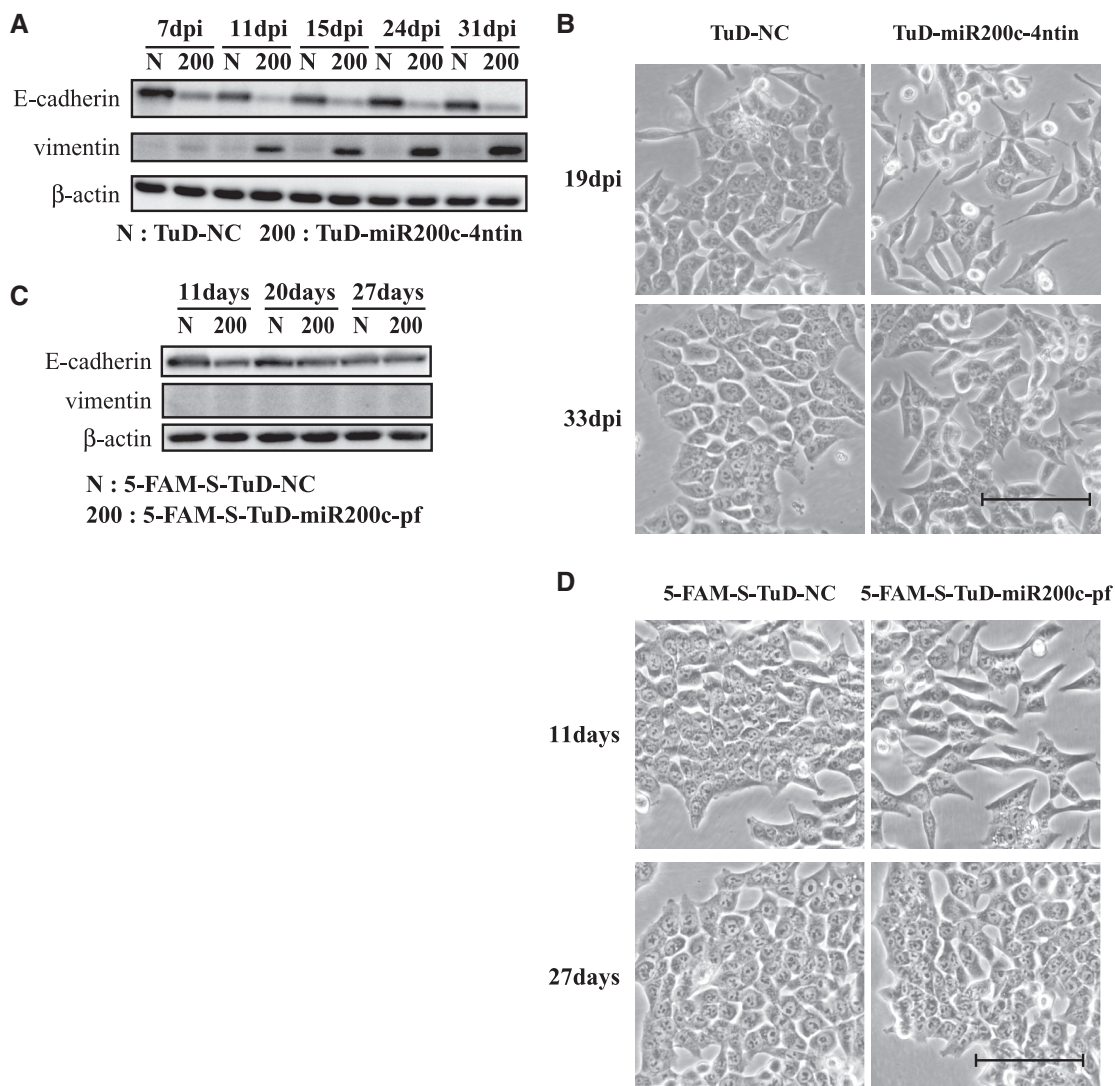 A
7dpi 11dpi 15dpi 24dpi 31dpi
N 200 N 200 N 200 N 200 N 200
E-cadherin
vimentin
β-actin
N : TuD-NC 200 : TuD-miR200c-4ntin
B
TuD-NC TuD-miR200c-4ntin
19dpi
33dpi
C
11days 20days 27days
N 200 N 200 N 200
E-cadherin
vimentin
β-actin
N : 5-FAM-S-TuD-NC
200 : 5-FAM-S-TuD-miR200c-pf
D
5-FAM-S-TuD-NC 5-FAM-S-TuD-miR200c-pf
11days
27days